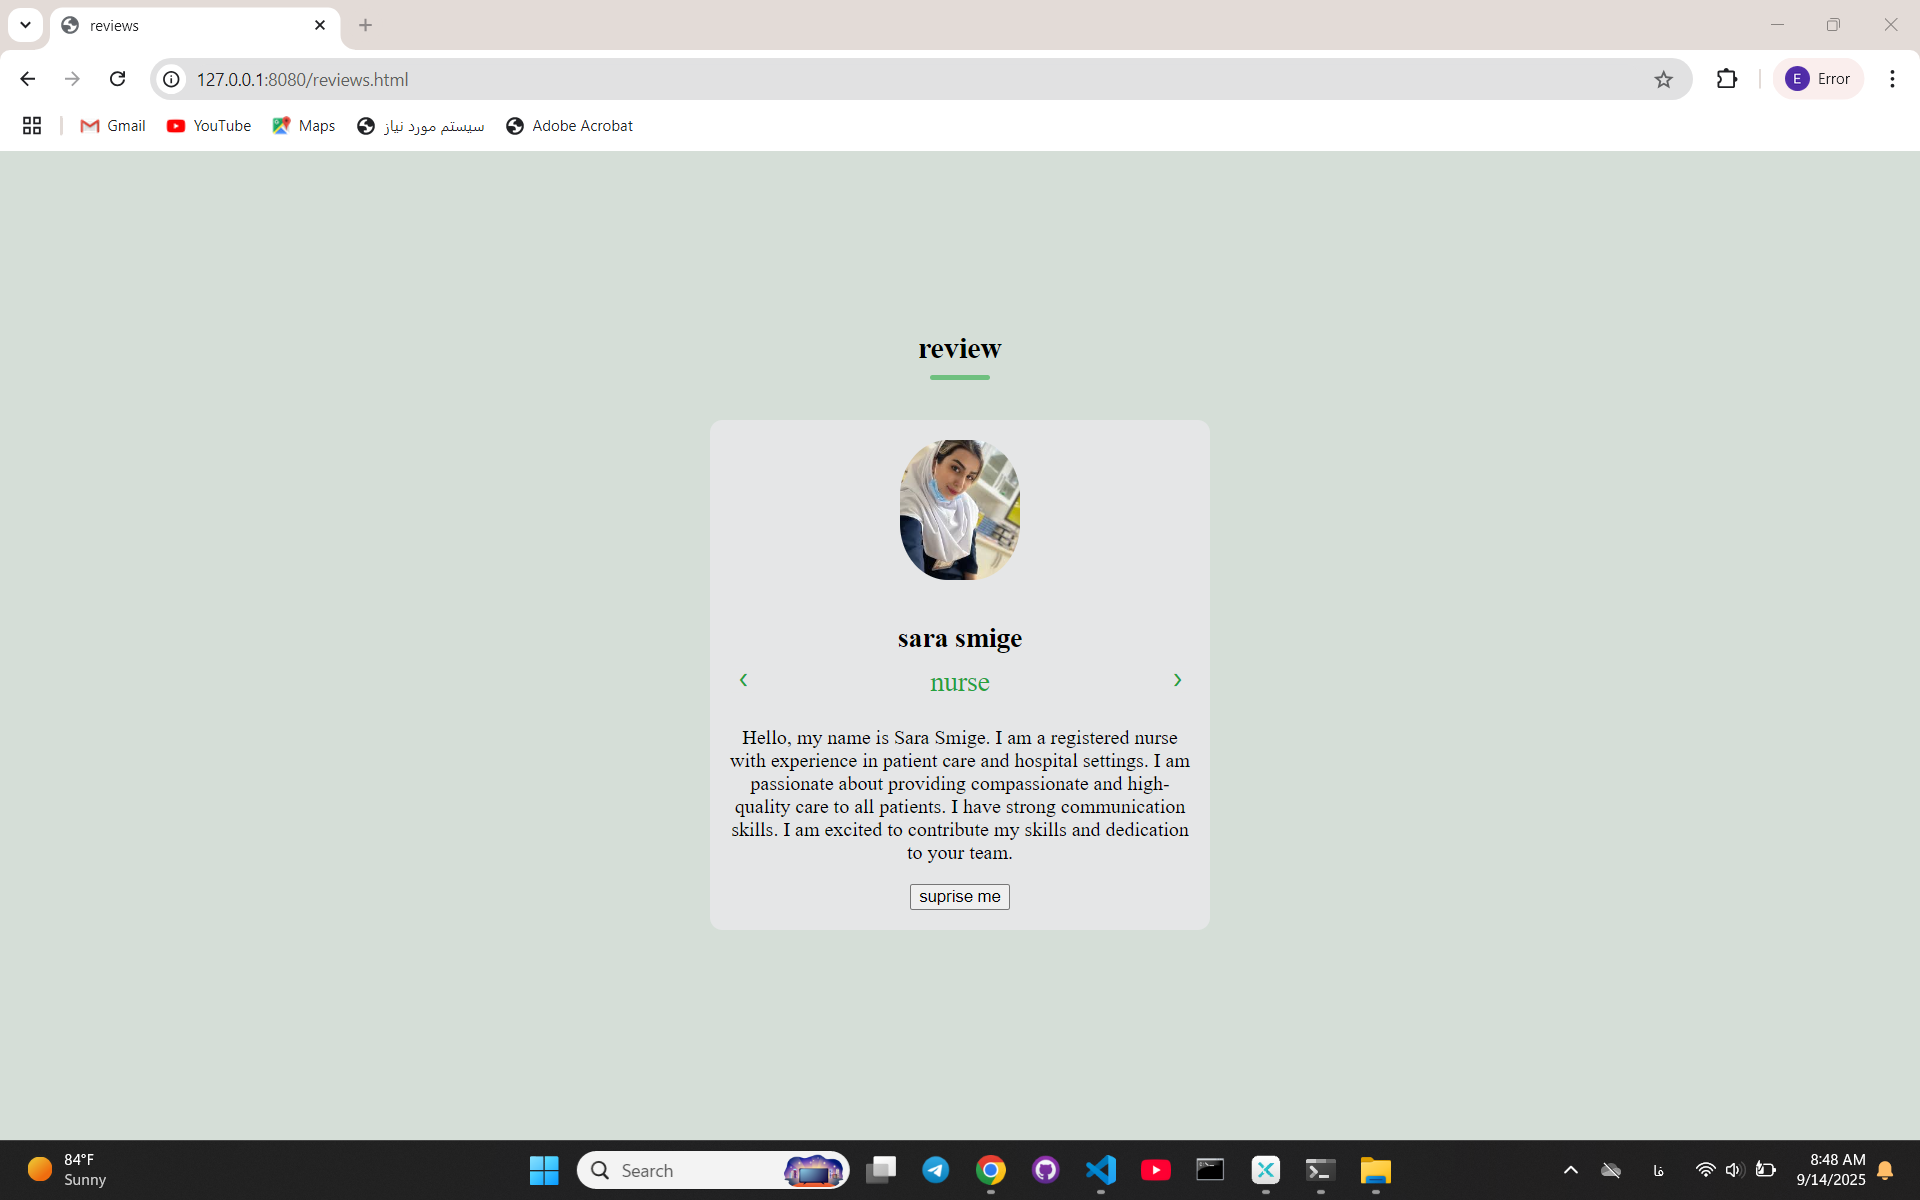 reviews
127.0.0.1:8080/reviews.html
E Error
Gmail YouTube Maps سیستم مورد نیاز Adobe Acrobat
review
sara smige
nurse
Hello, my name is Sara Smige. I am a registered nurse
with experience in patient care and hospital settings. I am
passionate about providing compassionate and high-
quality care to all patients. I have strong communication
skills. I am excited to contribute my skills and dedication
to your team.
suprise me
84°F
Sunny
Search
فا
8:48 AM
9/14/2025